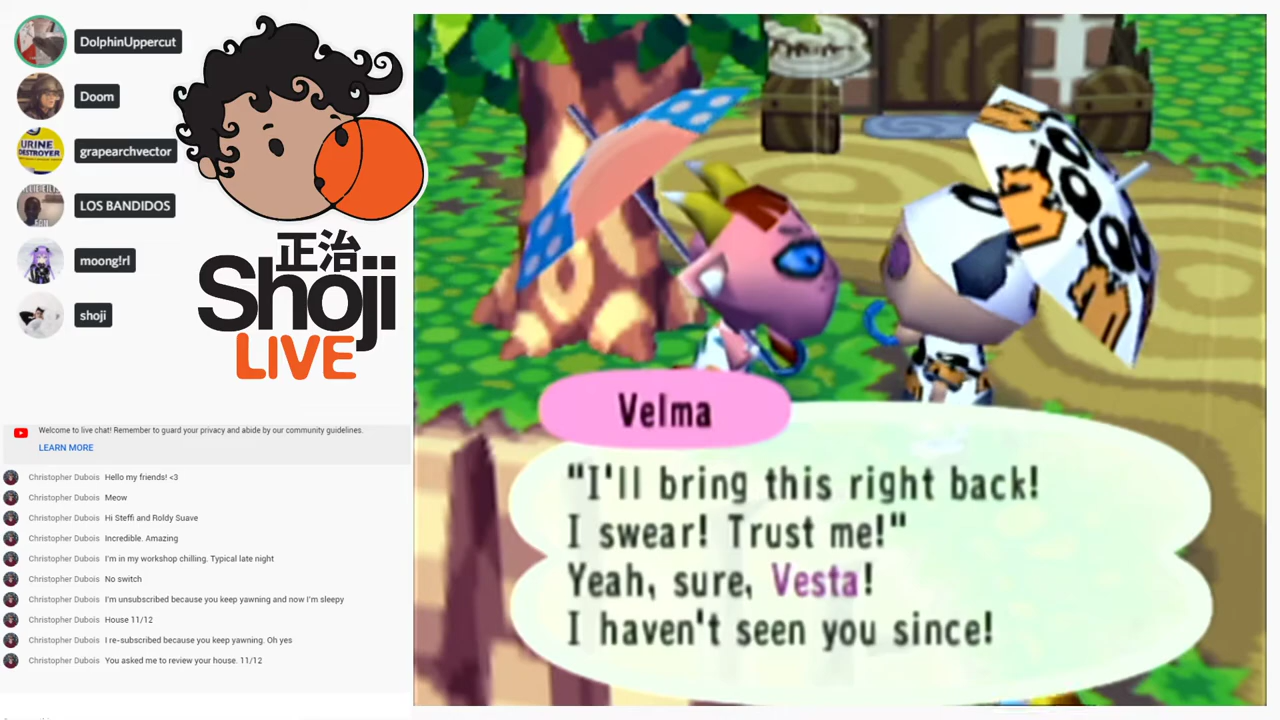 DolphinUppercut
Doom
URINE
DESTROYER
grapearchvector
LOS BANDIDOS
moong!rl
shoji
正治
Shoji
LIVE
Welcome to live chat! Remember to guard your privacy and abide by our community guidelines.
LEARN MORE
Christopher Dubois Hello my friends! <3
Christopher Dubois Meow
Christopher Dubois Hi Steffi and Roldy Suave
Christopher Dubois Incredible. Amazing
Christopher Dubois I'm in my workshop chilling. Typical late night
Christopher Dubois No switch
Christopher Dubois I'm unsubscribed because you keep yawning and now I'm sleepy
Christopher Dubois House 11/12
Christopher Dubois I re-subscribed because you keep yawning. Oh yes
Christopher Dubois You asked me to review your house. 11/12
Velma
"I'll bring this right back!
I swear! Trust me!"
Yeah, sure, Vesta!
I haven't seen you since!